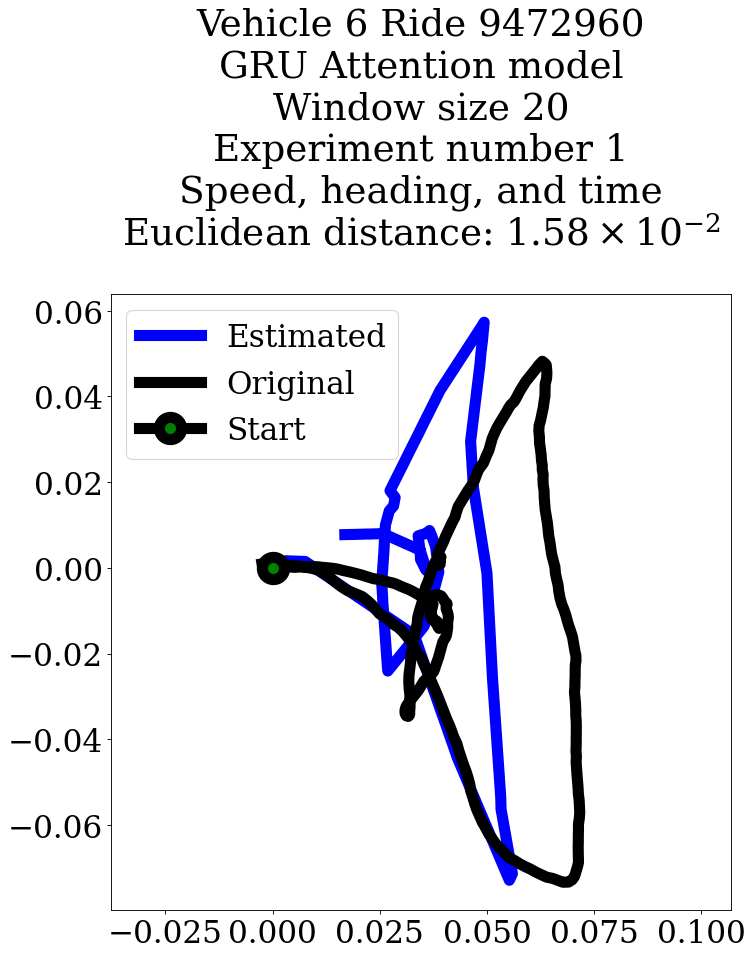 Vehicle 6 Ride 9472960
GRU Attention model
Window size 20
Experiment number 1
Speed, heading, and time
Euclidean distance: 1.58 × 10⁻²
Estimated
Original
Start
0.06
0.04
0.02
0.00
−0.02
−0.04
−0.06
−0.025 0.000 0.025 0.050 0.075 0.100